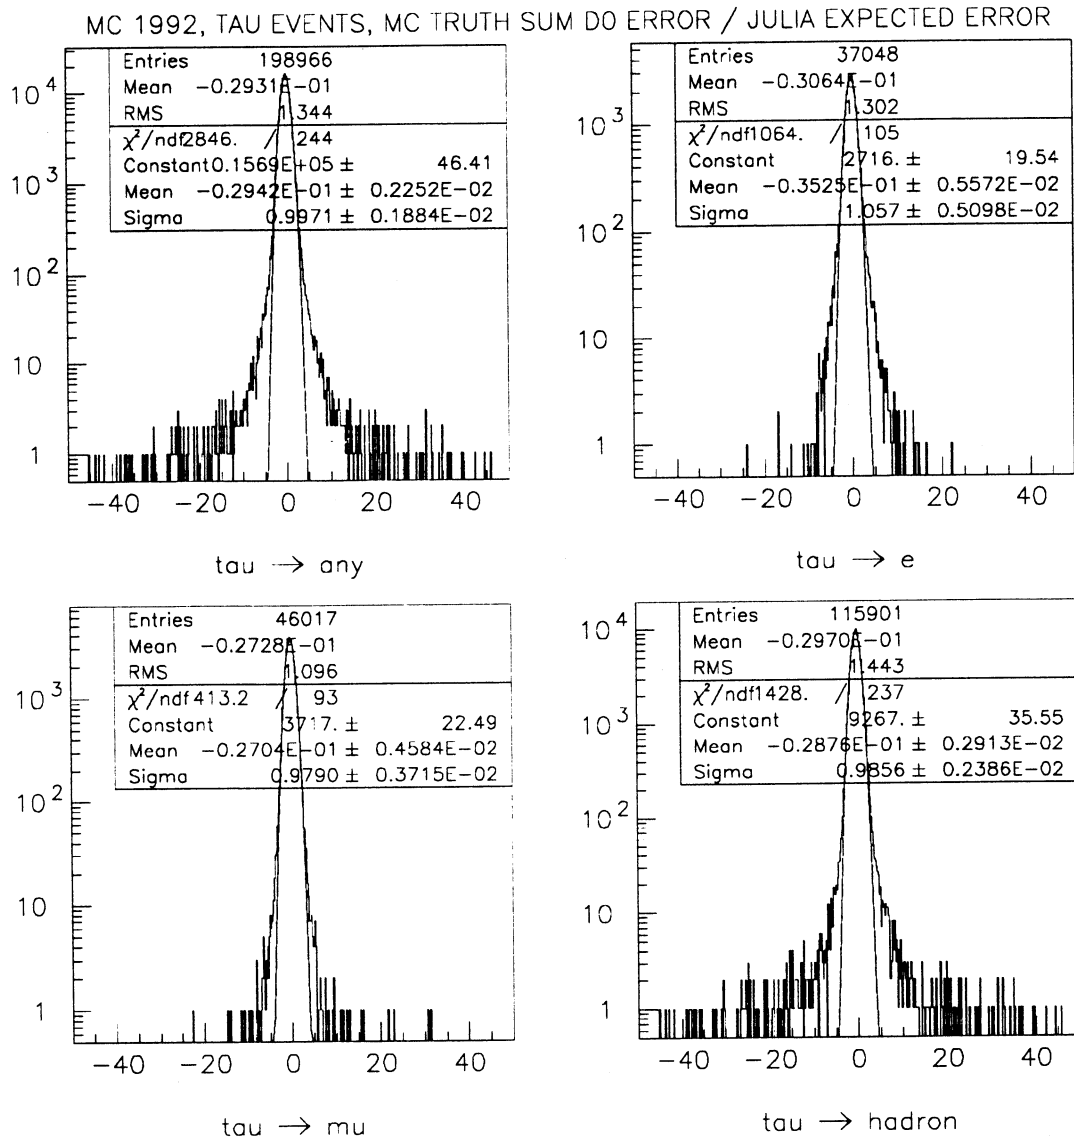 MC 1992, TAU EVENTS, MC TRUTH SUM D0 ERROR / JULIA EXPECTED ERROR
Entries 198966
Mean -0.2931E-01
RMS 1.344
χ²/ndf 2846. / 244
Constant 0.1569E+05 ± 46.41
Mean -0.2942E-01 ± 0.2252E-02
Sigma 0.9971 ± 0.1884E-02
10⁴
10³
10²
10
1
-40 -20 0 20 40
tau → any
Entries 37048
Mean -0.3064E-01
RMS 1.302
χ²/ndf 1064. / 105
Constant 2716. ± 19.54
Mean -0.3525E-01 ± 0.5572E-02
Sigma 1.057 ± 0.5098E-02
10³
10²
10
1
-40 -20 0 20 40
tau → e
Entries 46017
Mean -0.2728E-01
RMS 1.096
χ²/ndf 413.2 / 93
Constant 3717. ± 22.49
Mean -0.2704E-01 ± 0.4584E-02
Sigma 0.9790 ± 0.3715E-02
10³
10²
10
1
-40 -20 0 20 40
tau → mu
Entries 115901
Mean -0.2970E-01
RMS 1.443
χ²/ndf 1428. / 237
Constant 9267. ± 35.55
Mean -0.2876E-01 ± 0.2913E-02
Sigma 0.9856 ± 0.2386E-02
10⁴
10³
10²
10
1
-40 -20 0 20 40
tau → hadron